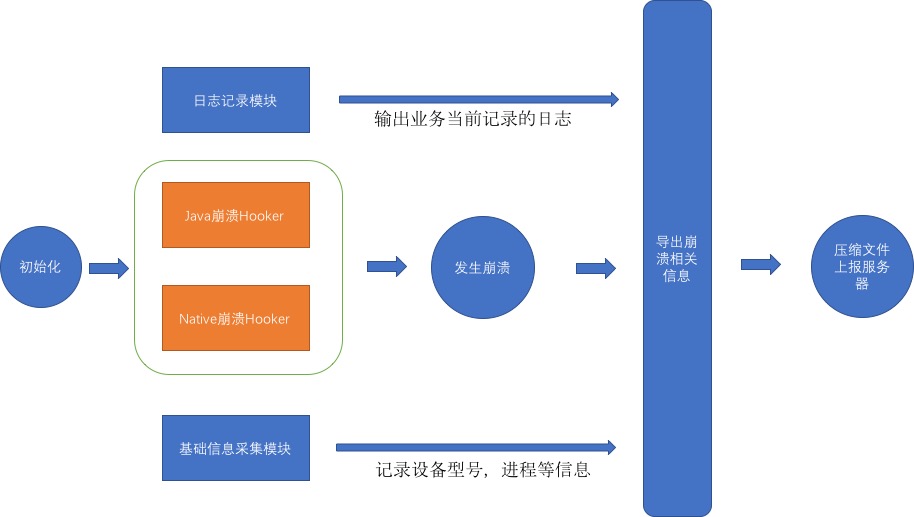 日志记录模块
输出业务当前记录的日志
Java崩溃Hooker
初始化
发生崩溃
导出崩
溃相关
信息
压缩文件
上报服务
器
Native崩溃Hooker
基础信息采集模块
记录设备型号，进程等信息